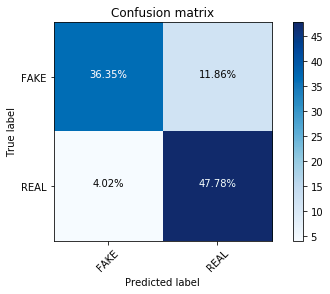 Confusion matrix
True label
FAKE
36.35%
11.86%
REAL
4.02%
47.78%
FAKE
REAL
Predicted label
45
40
35
30
25
20
15
10
5